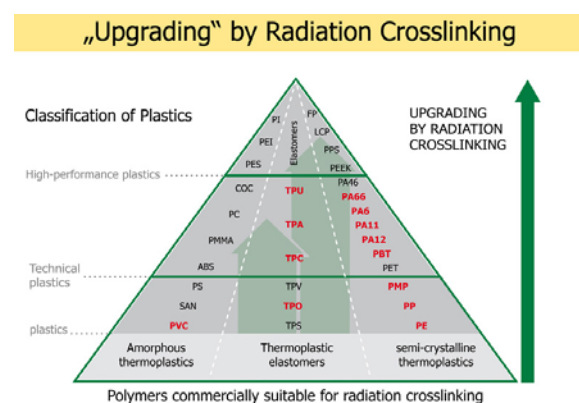 „Upgrading“ by Radiation Crosslinking
Classification of Plastics
UPGRADING
BY RADIATION
CROSSLINKING
PI
FP
PEI
Elastomers
LCP
PES
PPS
PEEK
High-performance plastics
COC
TPU
PA46
PA66
PC
TPA
PA6
PA11
PMMA
PA12
TPC
PBT
ABS
PET
Technical
plastics
PS
TPV
PMP
SAN
TPO
PP
plastics
PVC
TPS
PE
Amorphous
thermoplastics
Thermoplastic
elastomers
semi-crystalline
thermoplastics
Polymers commercially suitable for radiation crosslinking